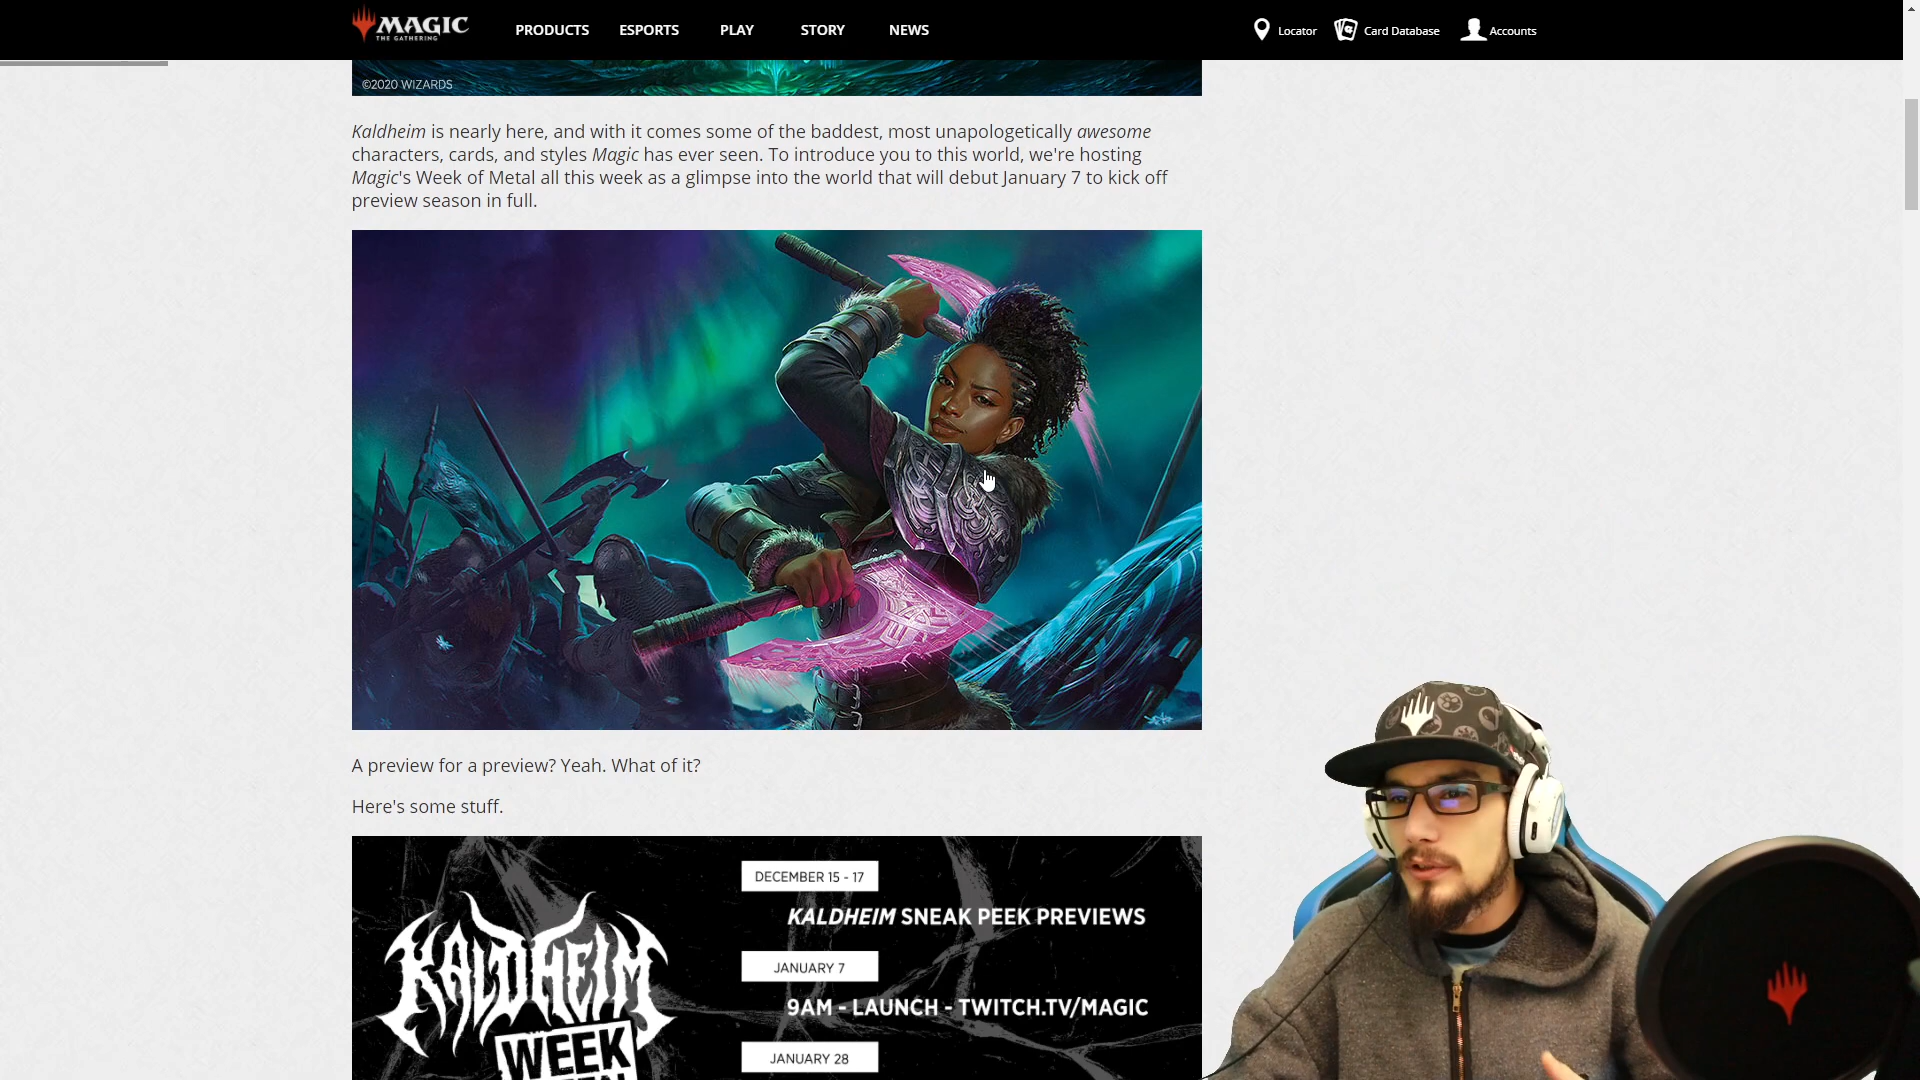 MAGIC
THE GATHERING
PRODUCTS
ESPORTS
PLAY
STORY
NEWS
Locator
Card Database
Accounts
©2020 WIZARDS
Kaldheim is nearly here, and with it comes some of the baddest, most unapologetically awesome
characters, cards, and styles Magic has ever seen. To introduce you to this world, we're hosting
Magic's Week of Metal all this week as a glimpse into the world that will debut January 7 to kick off
preview season in full.
A preview for a preview? Yeah. What of it?
Here's some stuff.
KALDHEIM
WEEK
DECEMBER 15 - 17
KALDHEIM SNEAK PEEK PREVIEWS
JANUARY 7
9AM - LAUNCH - TWITCH.TV/MAGIC
JANUARY 28